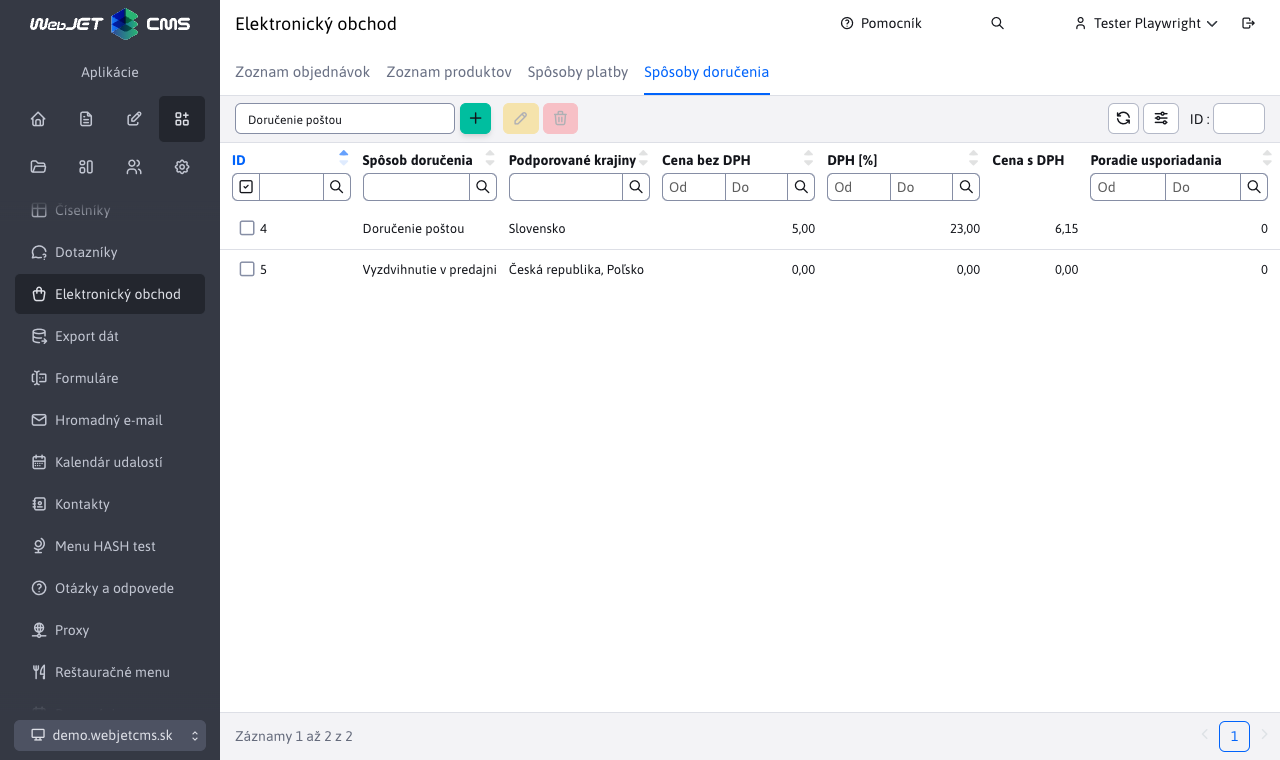 WebJET CMS
Elektronický obchod
Pomocník
Tester Playwright
Aplikácie
Zoznam objednávok
Zoznam produktov
Spôsoby platby
Spôsoby doručenia
Doručenie poštou
ID :
ID
Spôsob doručenia
Podporované krajiny
Cena bez DPH
DPH [%]
Cena s DPH
Poradie usporiadania
Od
Do
Od
Do
Od
Do
4
Doručenie poštou
Slovensko
5,00
23,00
6,15
0
5
Vyzdvihnutie v predajni
Česká republika, Poľsko
0,00
0,00
0,00
0
Číselníky
Dotazníky
Elektronický obchod
Export dát
Formuláre
Hromadný e-mail
Kalendár udalostí
Kontakty
Menu HASH test
Otázky a odpovede
Proxy
Reštauračné menu
demo.webjetcms.sk
Záznamy 1 až 2 z 2
1